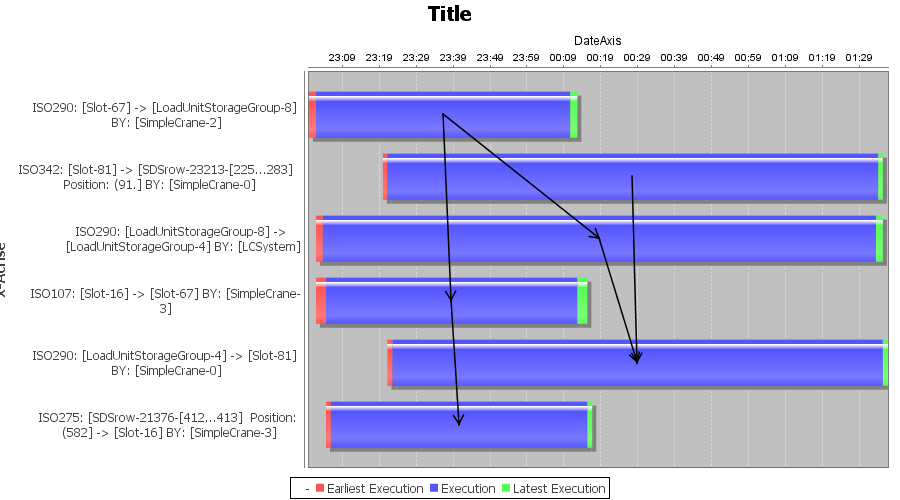 Title
DateAxis
23:09 23:19 23:29 23:39 23:49 23:59 00:09 00:19 00:29 00:39 00:49 00:59 01:09 01:19 01:29
ISO290: [Slot-67] -> [LoadUnitStorageGroup-8]
BY: [SimpleCrane-2]
ISO342: [Slot-81] -> [SDSrow-23213-[225...283]
Position: (91.] BY: [SimpleCrane-0]
ISO290: [LoadUnitStorageGroup-8] ->
[LoadUnitStorageGroup-4] BY: [LCSystem]
ISO107: [Slot-16] -> [Slot-67] BY: [SimpleCrane-
3]
ISO290: [LoadUnitStorageGroup-4] -> [Slot-81]
BY: [SimpleCrane-0]
ISO275: [SDSrow-21376-[412...413] Position:
(582] -> [Slot-16] BY: [SimpleCrane-3]
- Earliest Execution Execution Latest Execution